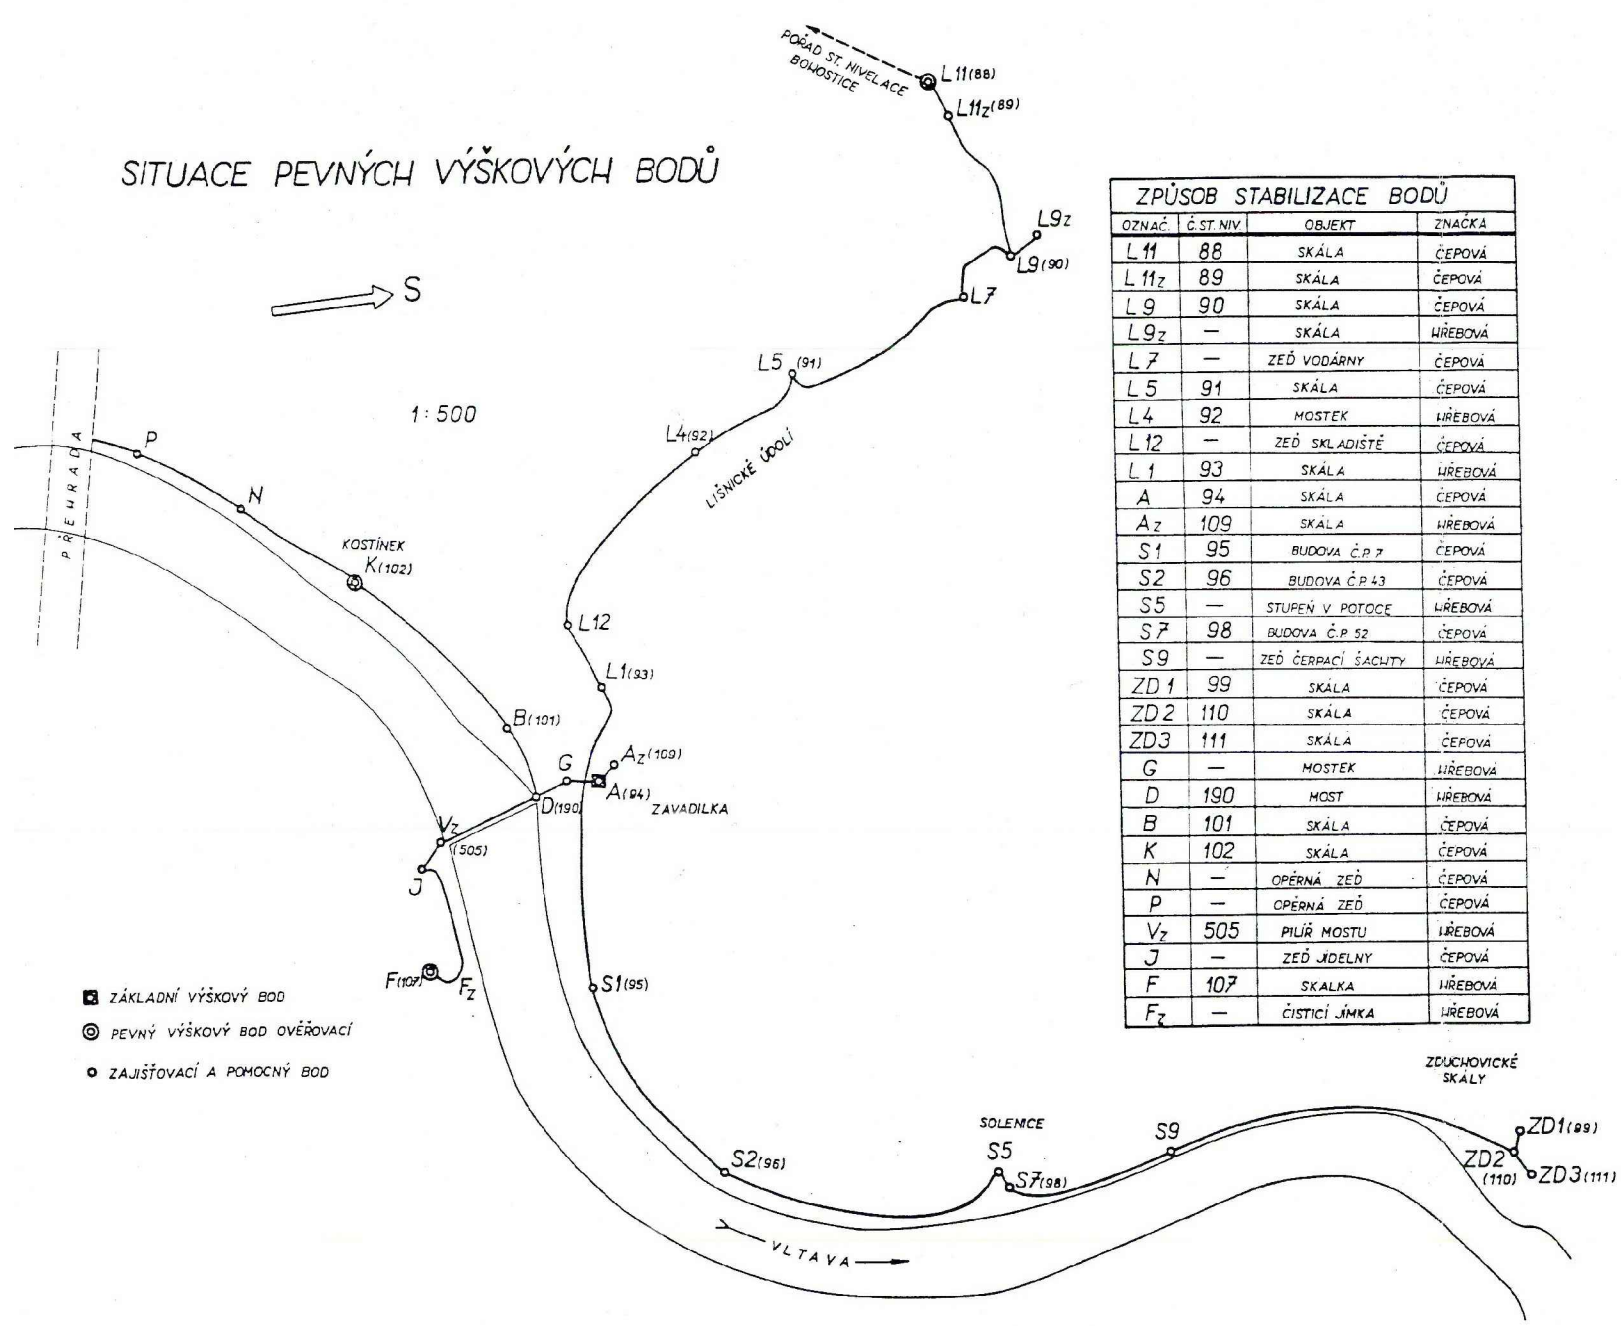 POŘAD ST. NIVELACE
BOHOSTICE
L11(88)
L11z(89)
SITUACE PEVNÝCH VÝŠKOVÝCH BODŮ
L9z
L9(90)
L7
S
L5 (91)
1:500
L4(92)
LIŠNICKÉ ÚDOLÍ
PŘEHRADA
P
N
KOSTÍNEK
K(102)
L12
L1(93)
B(101)
G
Az(109)
A(94)
ZAVADILKA
D(190)
Vz
(505)
J
F(107)
Fz
S1(95)
ZÁKLADNÍ VÝŠKOVÝ BOD
PEVNÝ VÝŠKOVÝ BOD OVĚŘOVACÍ
ZAJIŠŤOVACÍ A POMOCNÝ BOD
S2(96)
SOLENICE
S5
S7(98)
S9
ZDUCHOVICKÉ
SKÁLY
ZD1(99)
ZD2
(110)
ZD3(111)
VLTAVA
ZPŮSOB STABILIZACE BODŮ
OZNAČ. Č.ST.NIV. OBJEKT ZNAČKA
L11 88 SKÁLA ČEPOVÁ
L11z 89 SKÁLA ČEPOVÁ
L9 90 SKÁLA ČEPOVÁ
L9z — SKÁLA HŘEBOVÁ
L7 — ZEĎ VODÁRNY ČEPOVÁ
L5 91 SKÁLA ČEPOVÁ
L4 92 MOSTEK HŘEBOVÁ
L12 — ZEĎ SKLADIŠTĚ ČEPOVÁ
L1 93 SKÁLA HŘEBOVÁ
A 94 SKÁLA ČEPOVÁ
Az 109 SKÁLA HŘEBOVÁ
S1 95 BUDOVA Č.P. 7 ČEPOVÁ
S2 96 BUDOVA Č.P. 43 ČEPOVÁ
S5 — STUPEŇ V POTOCE HŘEBOVÁ
S7 98 BUDOVA Č.P. 52 ČEPOVÁ
S9 — ZEĎ ČERPACÍ ŠACHTY HŘEBOVÁ
ZD1 99 SKÁLA ČEPOVÁ
ZD2 110 SKÁLA ČEPOVÁ
ZD3 111 SKÁLA ČEPOVÁ
G — MOSTEK HŘEBOVÁ
D 190 MOST HŘEBOVÁ
B 101 SKÁLA ČEPOVÁ
K 102 SKÁLA ČEPOVÁ
N — OPĚRNÁ ZEĎ ČEPOVÁ
P — OPĚRNÁ ZEĎ ČEPOVÁ
Vz 505 PILÍŘ MOSTU HŘEBOVÁ
J — ZEĎ JÍDELNY ČEPOVÁ
F 107 SKALKA HŘEBOVÁ
Fz — ČISTICÍ JÍMKA HŘEBOVÁ